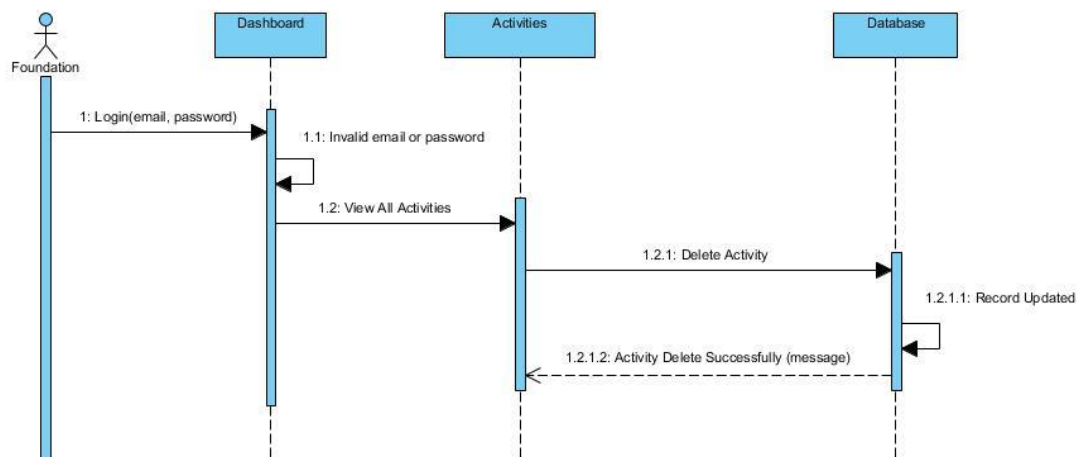 Dashboard
Activities
Database
Foundation
1: Login(email, password)
1.1: Invalid email or password
1.2: View All Activities
1.2.1: Delete Activity
1.2.1.1: Record Updated
1.2.1.2: Activity Delete Successfully (message)